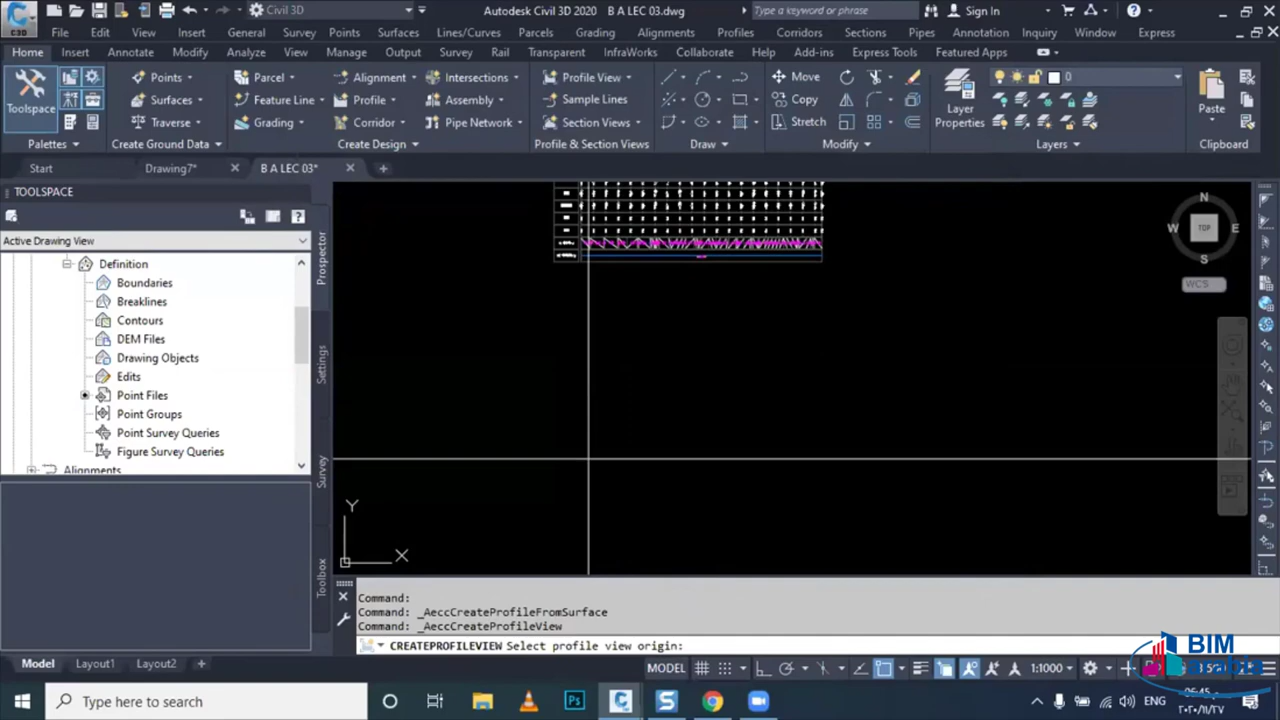 C3D
Civil 3D
Autodesk Civil 3D 2020 B A LEC 03.dwg
Type a keyword or phrase
Sign In
File Edit View Insert General Survey Points Surfaces Lines/Curves Parcels Grading Alignments Profiles Corridors Sections Pipes Annotation Inquiry Window Express
Home Insert Annotate Modify Analyze View Manage Output Survey Rail Transparent InfraWorks Collaborate Help Add-ins Express Tools Featured Apps
Points Parcel Alignment Intersections Profile View Move 0
Toolspace Surfaces Feature Line Profile Assembly Sample Lines Copy Layer Properties Paste
Traverse Grading Corridor Pipe Network Section Views Stretch
Palettes Create Ground Data Create Design Profile & Section Views Draw Modify Layers Clipboard
Start Drawing7* B A LEC 03*
TOOLSPACE
Active Drawing View
Definition
Boundaries
Breaklines
Contours
DEM Files
Drawing Objects
Edits
Point Files
Point Groups
Point Survey Queries
Figure Survey Queries
Alignments
Prospector
Settings
Survey
Toolbox
N
W TOP E
S
WCS
Y
X
Command:
Command: _AeccCreateProfileFromSurface
Command: _AeccCreateProfileView
CREATEPROFILEVIEW Select profile view origin:
Model Layout1 Layout2
MODEL 1:1000
BIM
arabia
Type here to search
ENG
٢٠٢٠/١١/٢٧